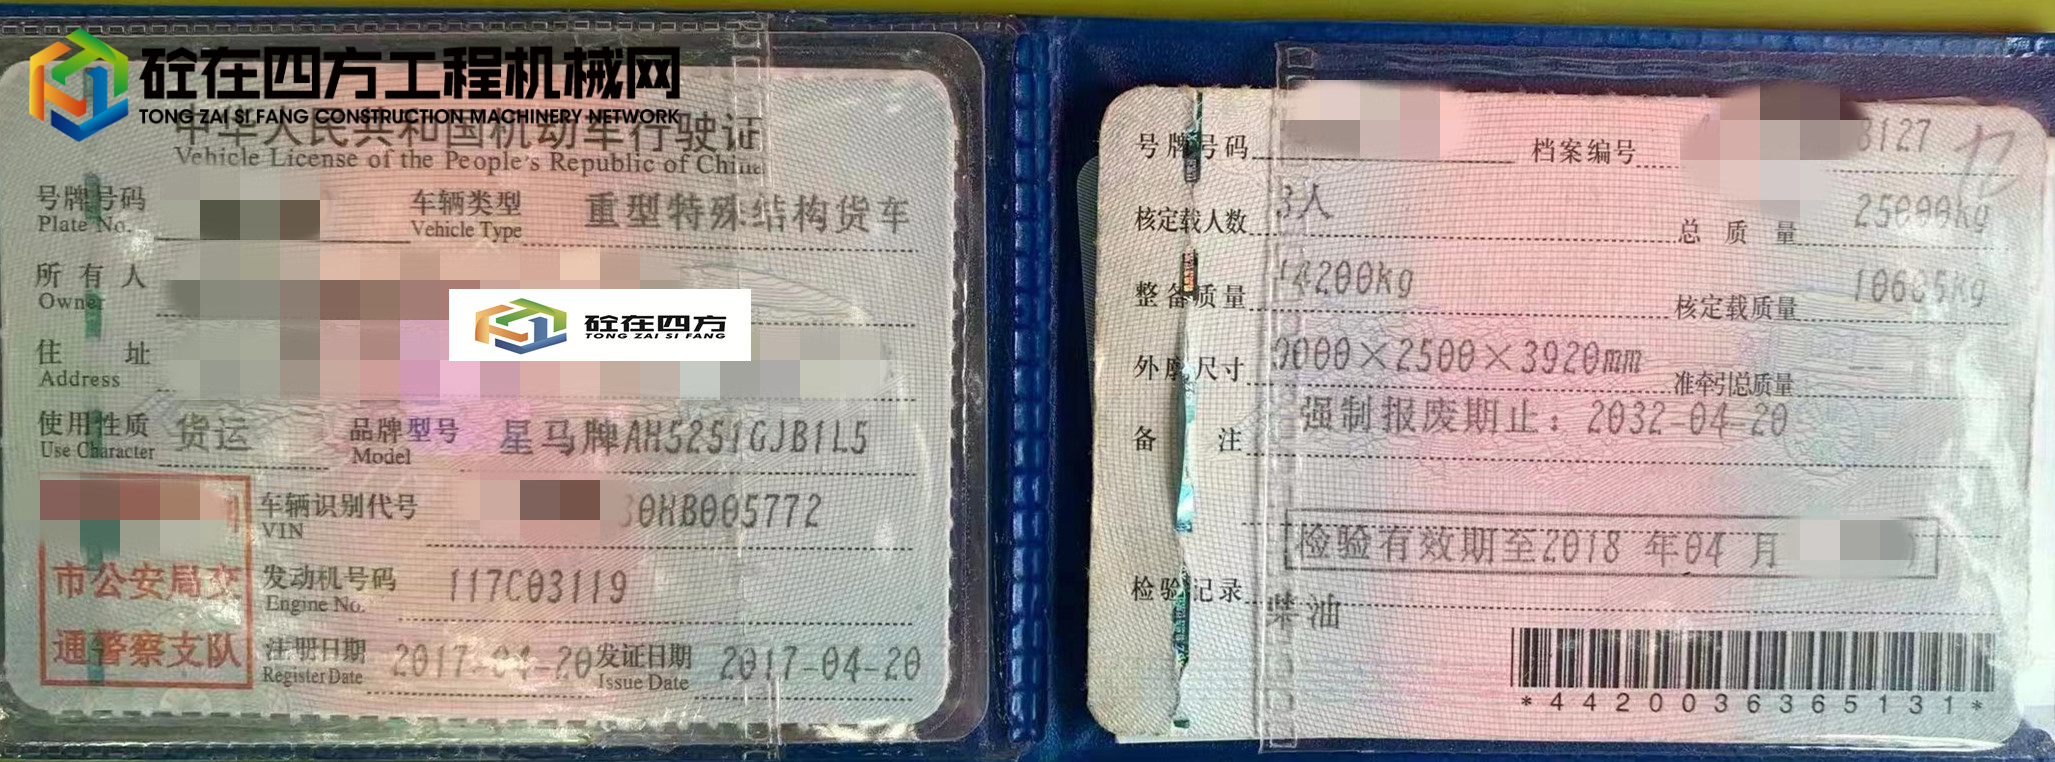 砼在四方工程机械网
TONG ZAI SI FANG CONSTRUCTION MACHINERY NETWORK
中华人民共和国机动车行驶证
Vehicle License of the People's Republic of China
号牌号码
Plate No.
车辆类型 重型特殊结构货车
Vehicle Type
所有人
Owner
砼在四方
TONG ZAI SI FANG
住址
Address
使用性质 货运 品牌型号 星马牌AH5251GJB1L5
Use Character Model
车辆识别代号 0HB005772
VIN
市公安局交
通警察支队
发动机号码 117C03119
Engine No.
注册日期 2017-04-20 发证日期 2017-04-20
Register Date Issue Date
号牌号码 档案编号 3127
核定载人数 3人 总质量 25000kg
整备质量 14200kg 核定载质量 10605kg
外廓尺寸 9000×2500×3920mm 准牵引总质量 --
备注 强制报废期止：2032-04-20
检验有效期至2018 年04 月
检验记录 柴油
*4420036365131*